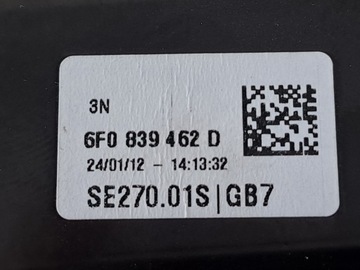 3N
6F0 839 462 D
24/01/12 - 14:13:32
SE270.01S|GB7